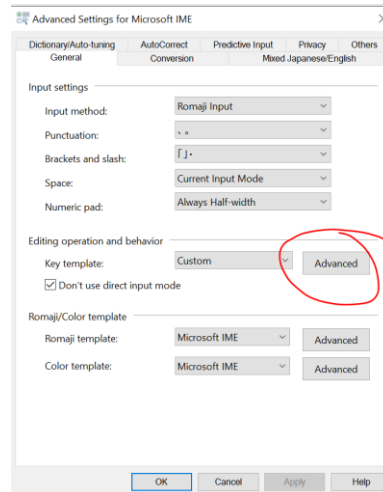 Advanced Settings for Microsoft IME
Dictionary/Auto-tuning AutoCorrect Predictive Input Privacy Others
General Conversion Mixed Japanese/English
Input settings
Input method: Romaji Input
Punctuation: 、。
Brackets and slash: 「」・
Space: Current Input Mode
Numeric pad: Always Half-width
Editing operation and behavior
Key template: Custom Advanced
Don't use direct input mode
Romaji/Color template
Romaji template: Microsoft IME Advanced
Color template: Microsoft IME Advanced
OK Cancel Apply Help